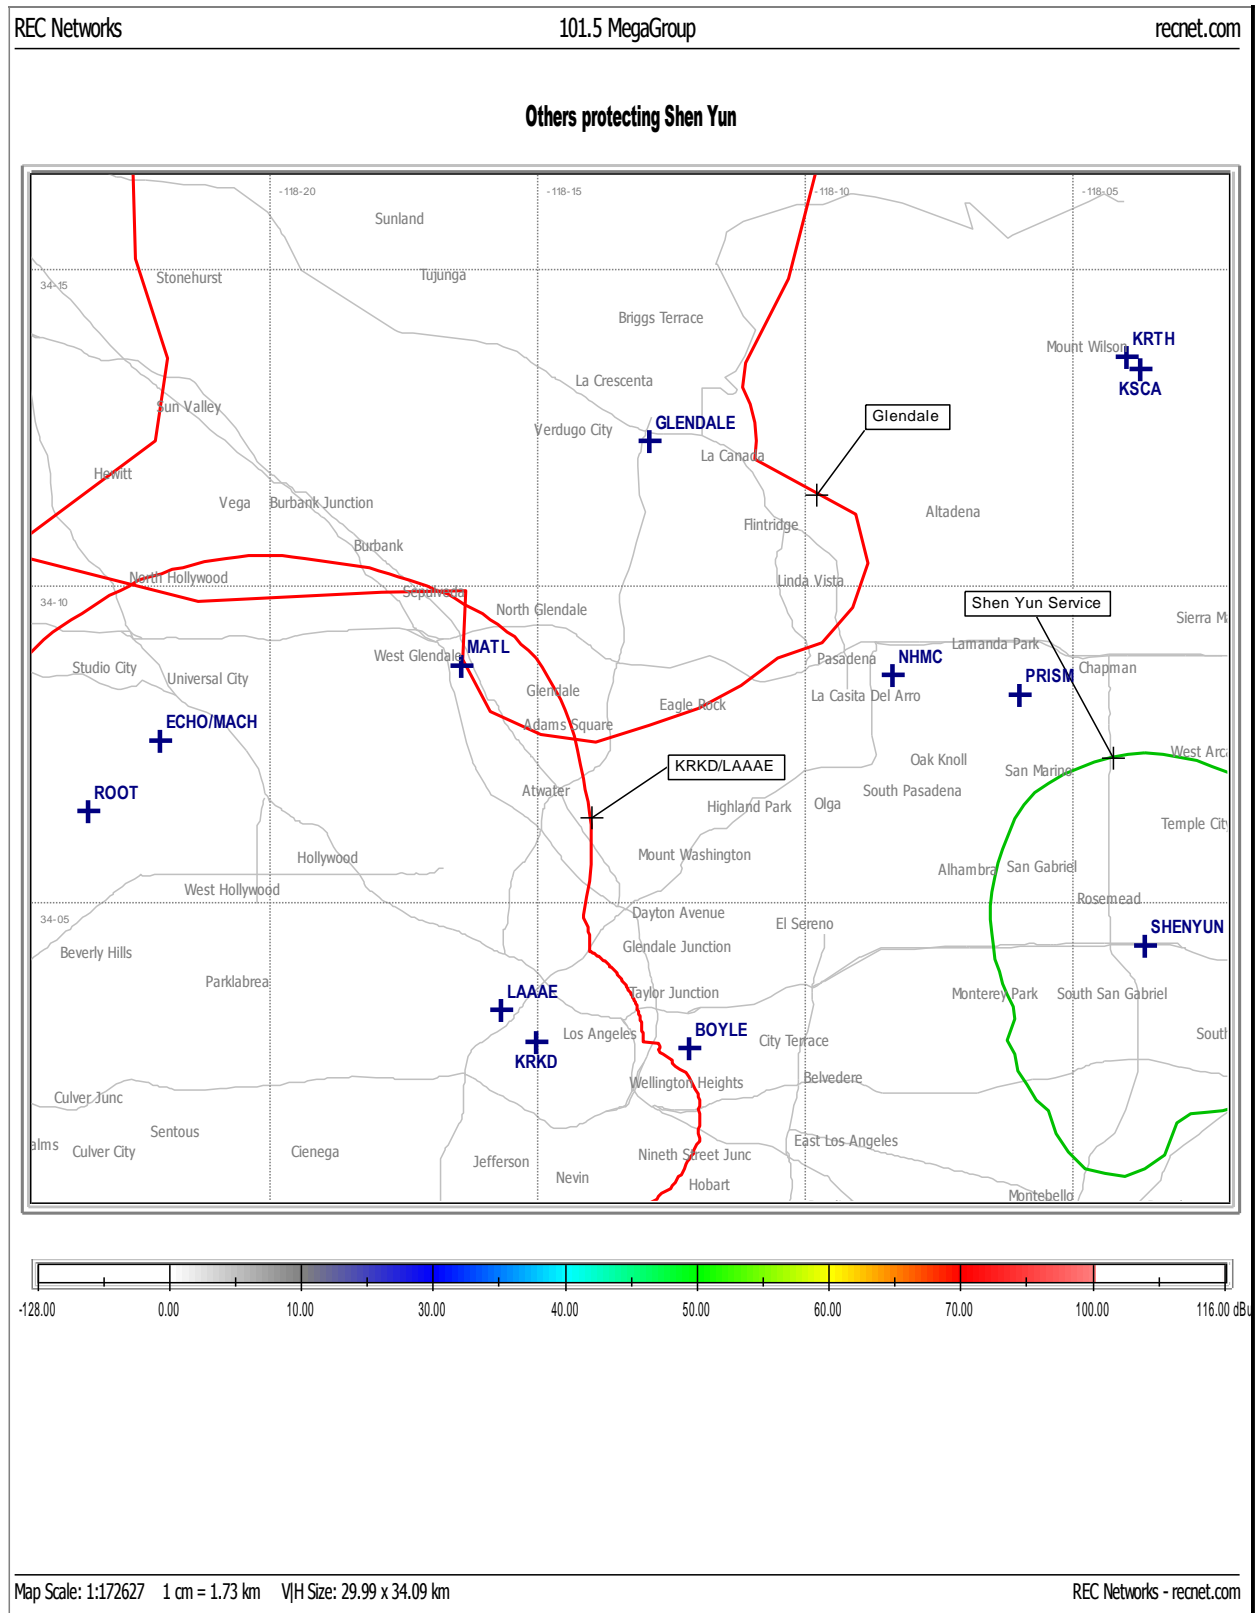 REC Networks 101.5 MegaGroup recnet.com
Others protecting Shen Yun
-118-20 -118-15 -118-10 -118-05
Sunland
34-15 Stonehurst Tujunga
Briggs Terrace
KRTH
Mount Wilson
La Crescenta
KSCA
Sun Valley
Glendale
GLENDALE
Verdugo City
La Canada
Hewitt
Vega Burbank Junction
Altadena
Flintridge
Burbank
North Hollywood
Linda Vista
Sepulveda
34-10
North Glendale
Shen Yun Service
Sierra M
Lamanda Park
MATL
West Glendale
Pasadena
NHMC
Studio City
Chapman
Universal City
PRISM
Glendale
La Casita Del Arro
Eagle Rock
ECHO/MACH
Adams Square
West Arc
Oak Knoll
KRKD/LAAAE
San Marino
ROOT
Atwater
South Pasadena
Highland Park Olga
Temple City
Mount Washington
Hollywood
Alhambra San Gabriel
West Hollywood
Rosemead
34-05
Dayton Avenue
El Sereno
SHENYUN
Beverly Hills
Glendale Junction
Parklabrea
LAAAE
Taylor Junction
Monterey Park South San Gabriel
BOYLE
Los Angeles
City Terrace
South
KRKD
Belvedere
Wellington Heights
Culver Junc
Sentous
East Los Angeles
alms Culver City
Cienega
Nineth Street Junc
Jefferson
Nevin
Hobart
Montebello
-128.00 0.00 10.00 30.00 40.00 50.00 60.00 70.00 100.00 116.00 dBu
Map Scale: 1:172627 1 cm = 1.73 km V|H Size: 29.99 x 34.09 km REC Networks - recnet.com